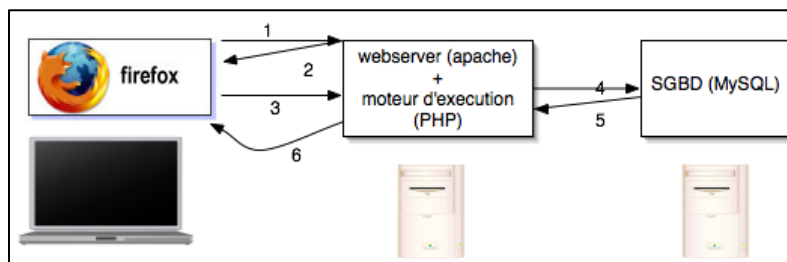 firefox
1
2
3
6
webserver (apache)
+
moteur d'execution
(PHP)
4
5
SGBD (MySQL)